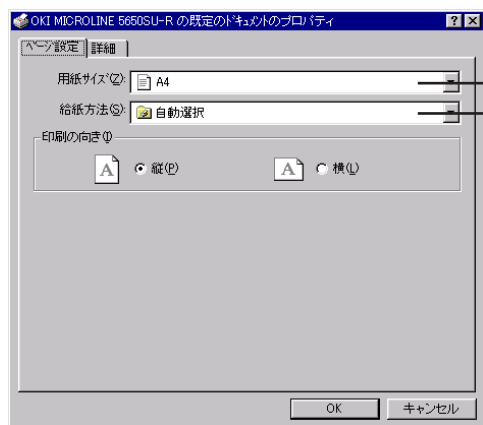 OKI MICROLINE 5650SU-R の既定のドキュメントのプロパティ
ページ設定 詳細
用紙サイズ(Z): A4
給紙方法(S): 自動選択
印刷の向き(I)
A 縦(P) A 横(L)
OK キャンセル